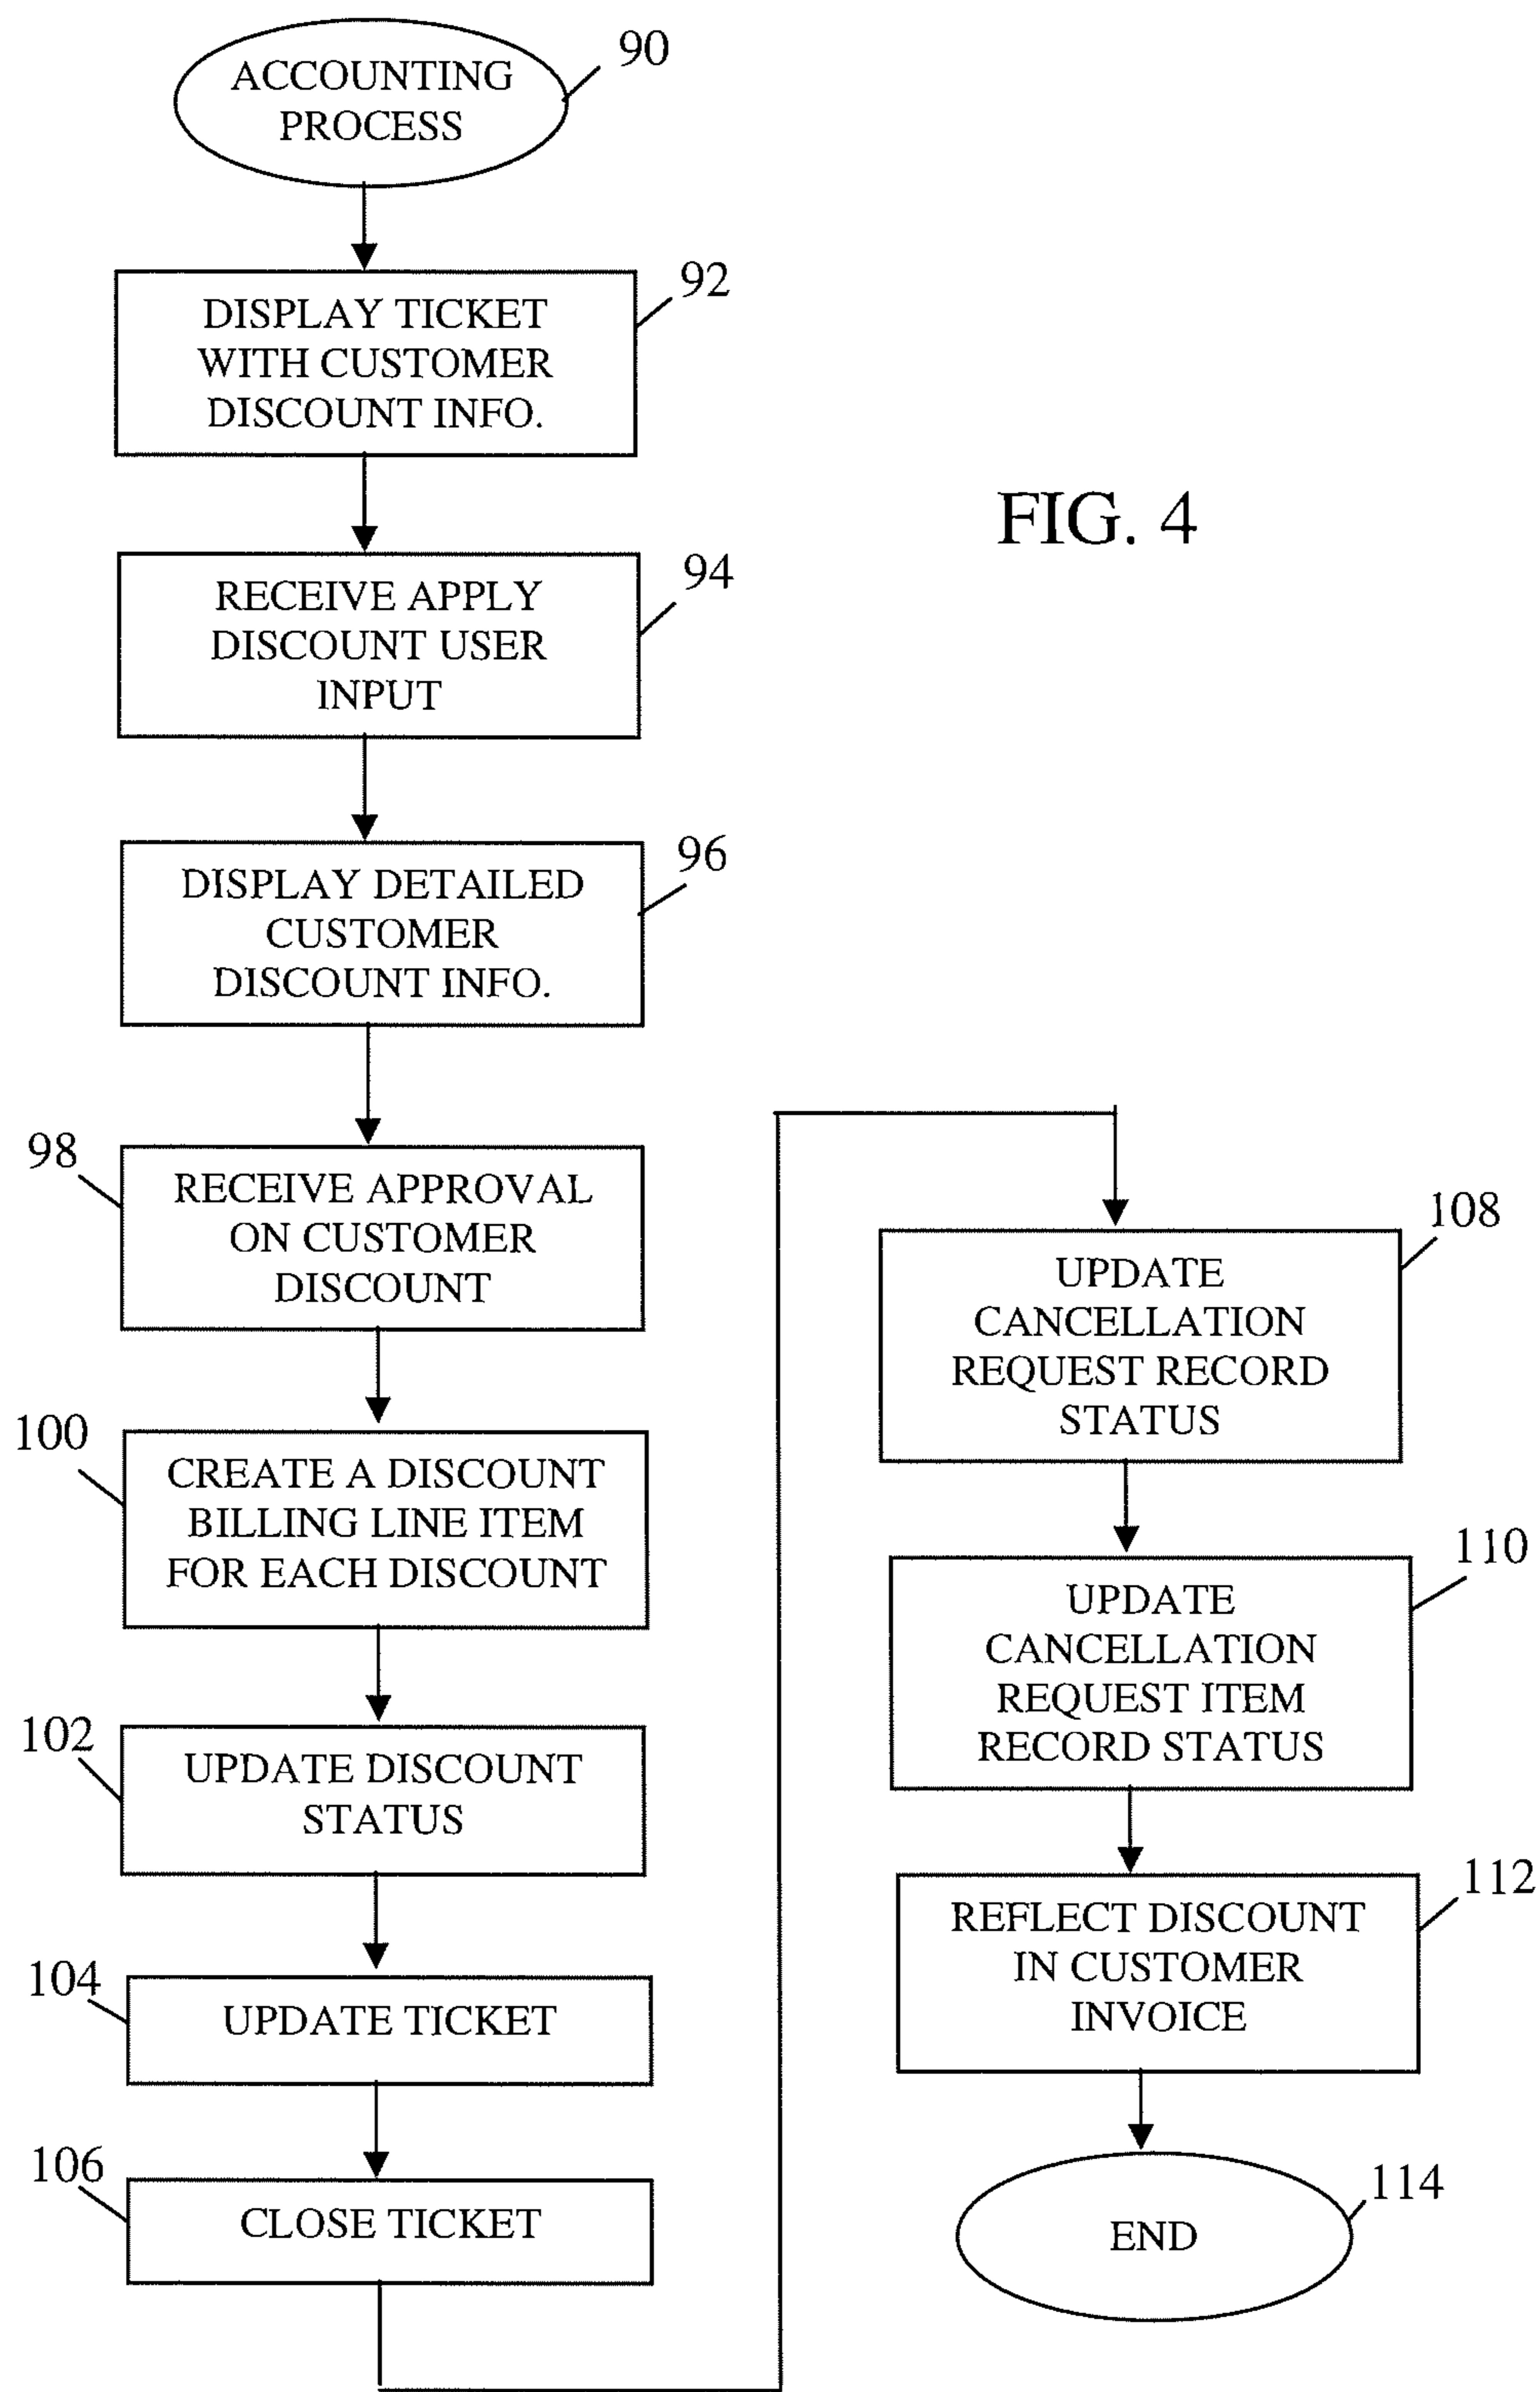 ACCOUNTING
PROCESS
90
DISPLAY TICKET
WITH CUSTOMER
DISCOUNT INFO.
92
FIG. 4
RECEIVE APPLY
DISCOUNT USER
INPUT
94
DISPLAY DETAILED
CUSTOMER
DISCOUNT INFO.
96
98
RECEIVE APPROVAL
ON CUSTOMER
DISCOUNT
100
CREATE A DISCOUNT
BILLING LINE ITEM
FOR EACH DISCOUNT
102
UPDATE DISCOUNT
STATUS
104
UPDATE TICKET
106
CLOSE TICKET
108
UPDATE
CANCELLATION
REQUEST RECORD
STATUS
110
UPDATE
CANCELLATION
REQUEST ITEM
RECORD STATUS
112
REFLECT DISCOUNT
IN CUSTOMER
INVOICE
114
END